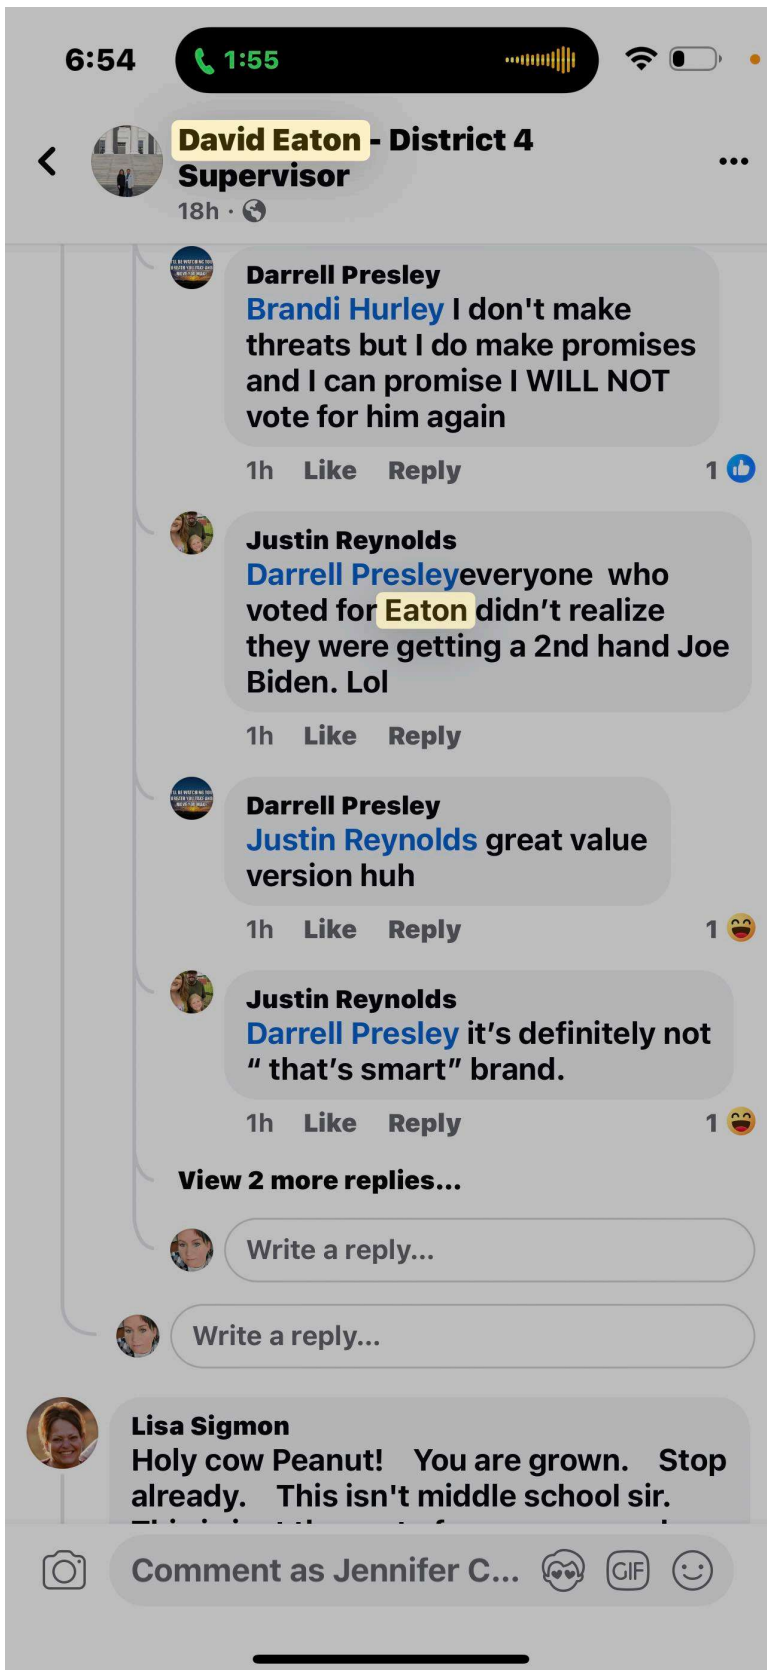 6:54
1:55
David Eaton - District 4
Supervisor
18h ·
Darrell Presley
Brandi Hurley I don't make
threats but I do make promises
and I can promise I WILL NOT
vote for him again
1h Like Reply 1
Justin Reynolds
Darrell Presleyeveryone who
voted for Eaton didn’t realize
they were getting a 2nd hand Joe
Biden. Lol
1h Like Reply
Darrell Presley
Justin Reynolds great value
version huh
1h Like Reply 1
Justin Reynolds
Darrell Presley it’s definitely not
“ that’s smart” brand.
1h Like Reply 1
View 2 more replies...
Write a reply...
Write a reply...
Lisa Sigmon
Holy cow Peanut! You are grown. Stop
already. This isn't middle school sir.
Comment as Jennifer C...
GIF